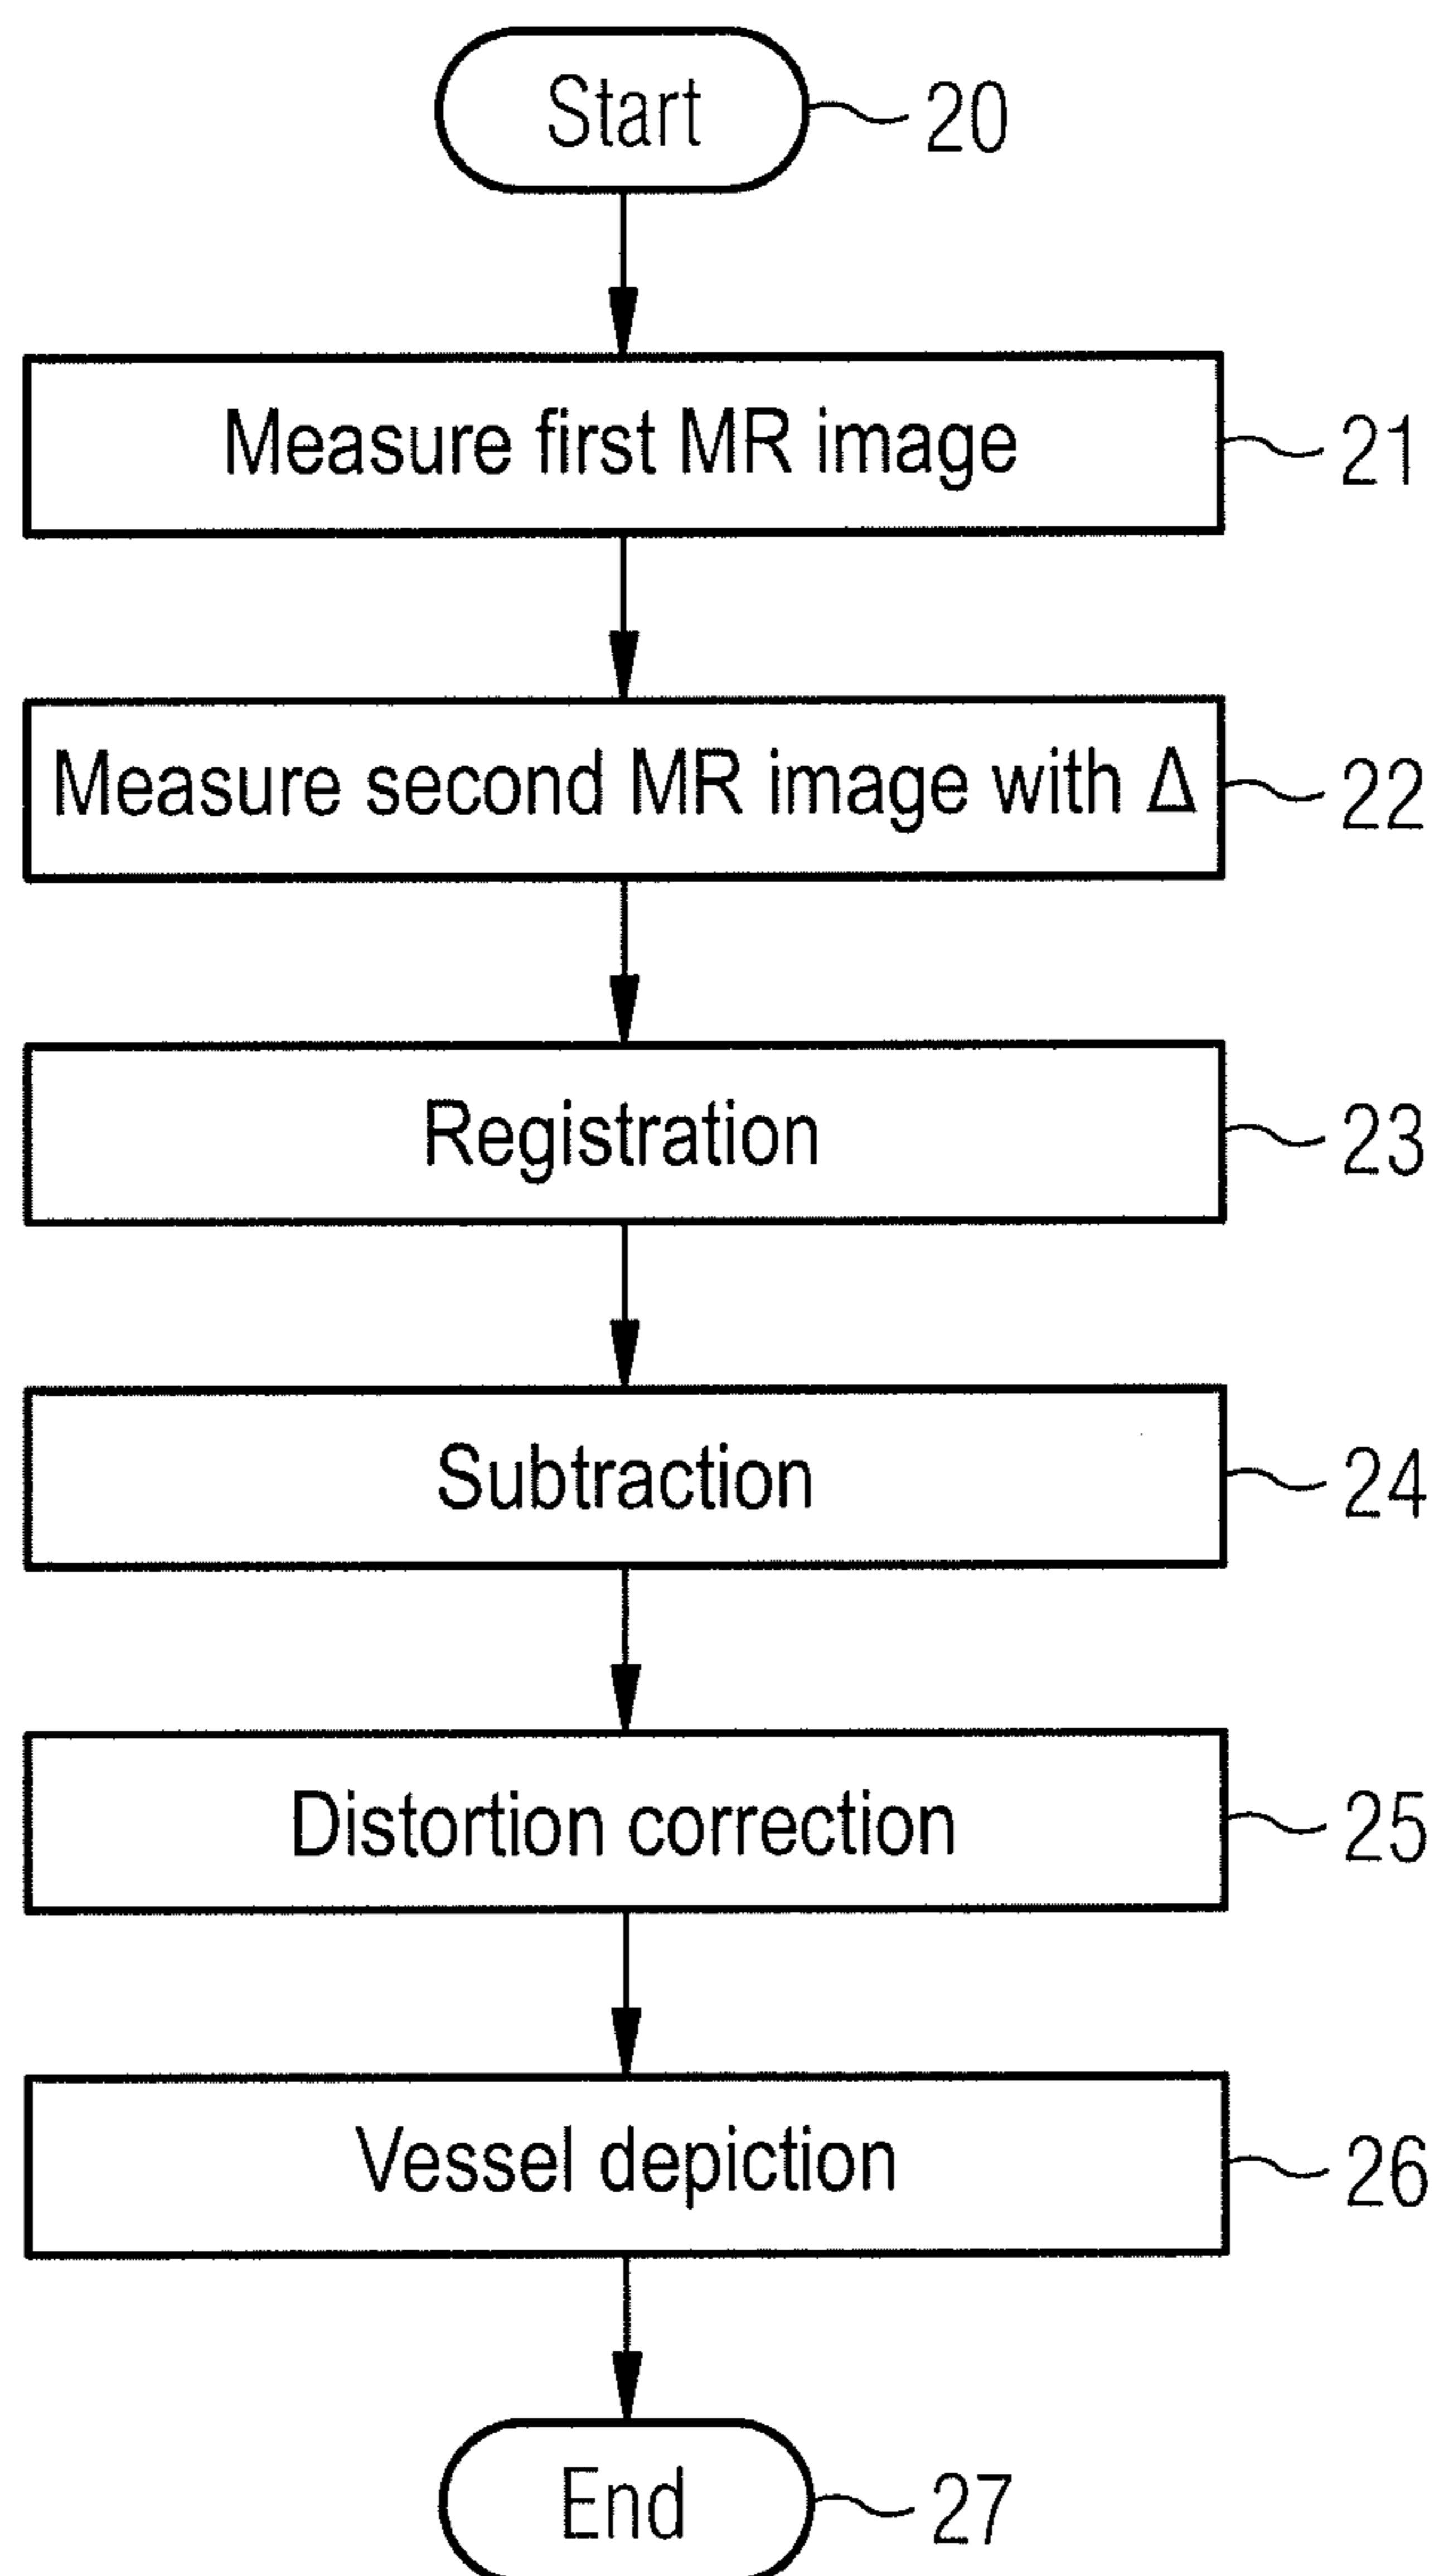 Start 20
Measure first MR image 21
Measure second MR image with Δ 22
Registration 23
Subtraction 24
Distortion correction 25
Vessel depiction 26
End 27